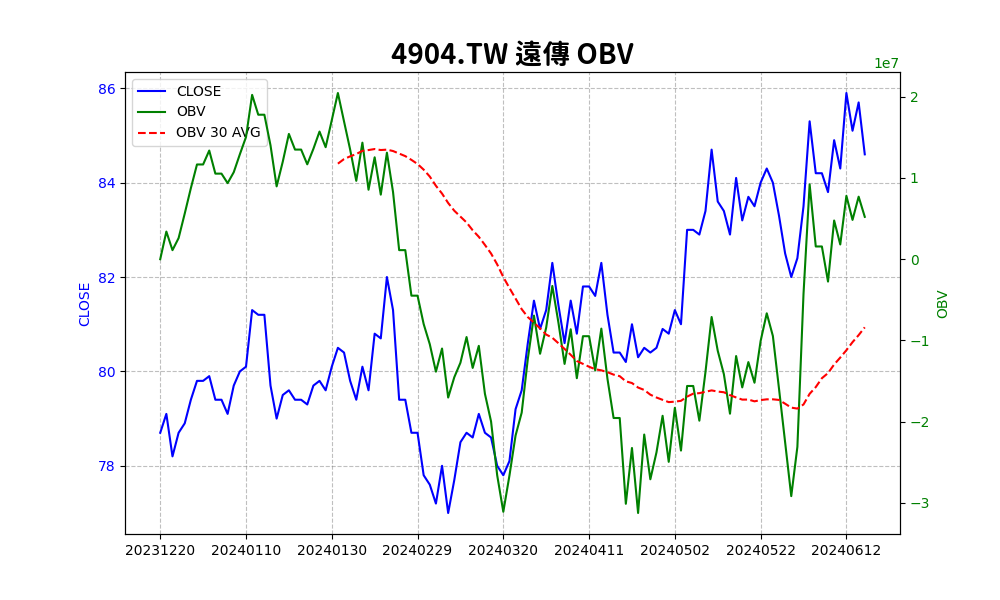 4904.TW 遠傳 OBV
1e7
CLOSE
OBV
OBV 30 AVG
86
84
82
80
78
CLOSE
2
1
0
−1
−2
−3
OBV
20231220 20240110 20240130 20240229 20240320 20240411 20240502 20240522 20240612